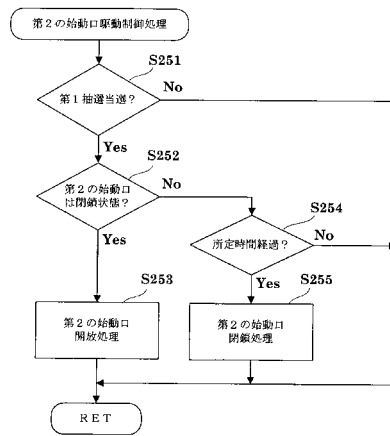 第2の始動口駆動制御処理
S251
第1抽選当選?
No
Yes
S252
第2の始動口
は閉鎖状態?
No
Yes
S254
所定時間経過?
No
Yes
S253
第2の始動口
開放処理
S255
第2の始動口
閉鎖処理
RET